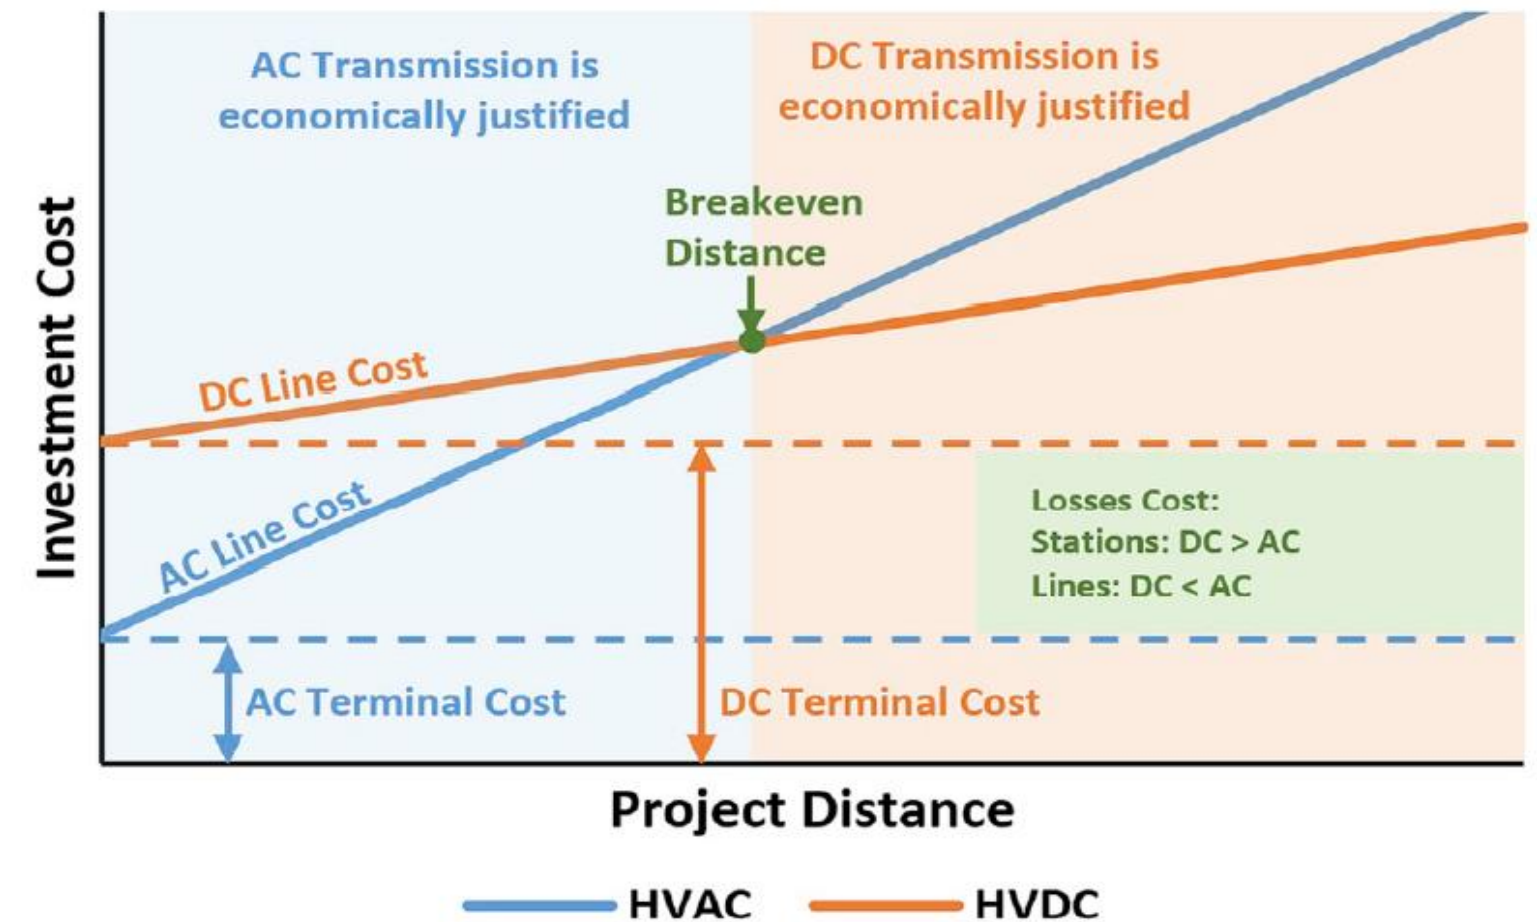 AC Transmission is
economically justified
DC Transmission is
economically justified
Breakeven
Distance
Investment Cost
DC Line Cost
AC Line Cost
Losses Cost:
Stations: DC > AC
Lines: DC < AC
AC Terminal Cost
DC Terminal Cost
Project Distance
HVAC
HVDC